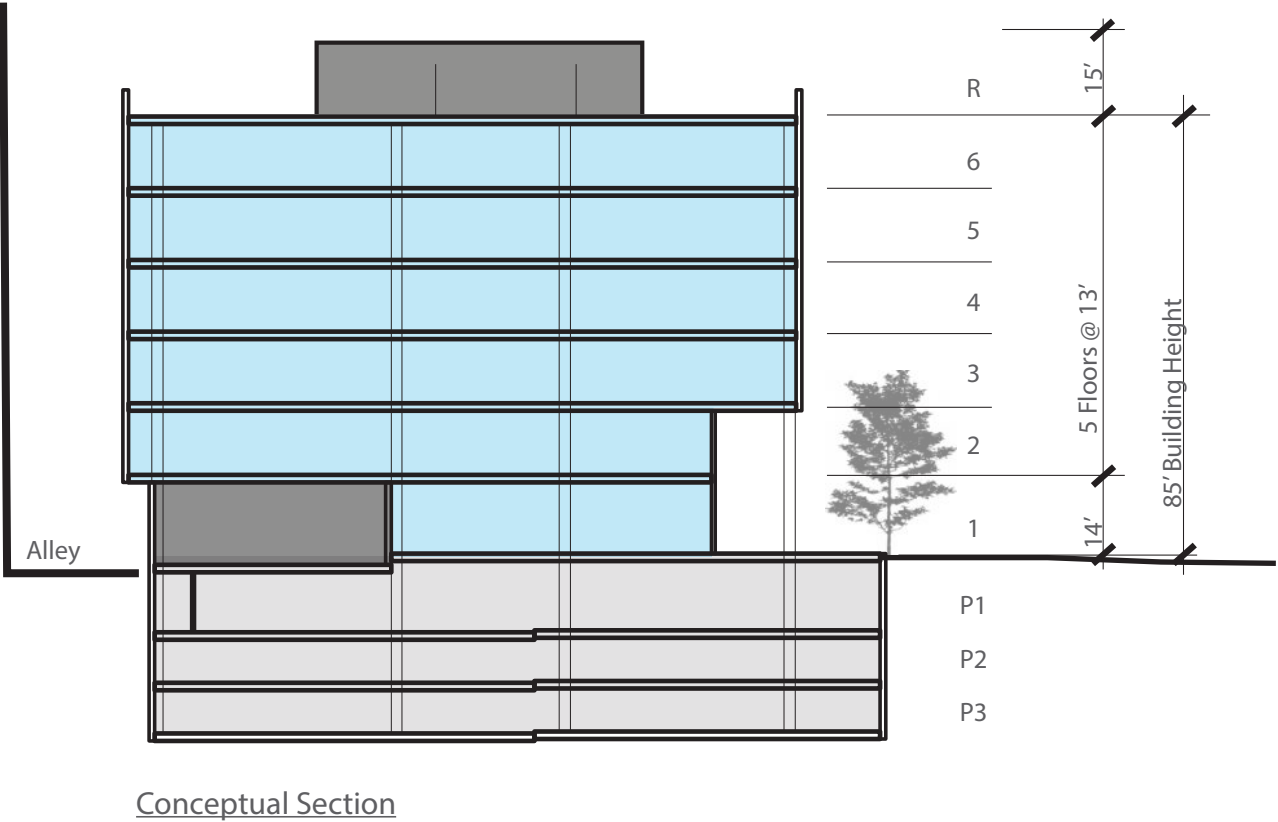 15'
R
6
5
4
5 Floors @ 13'
85' Building Height
3
2
1
14'
Alley
P1
P2
P3
Conceptual Section